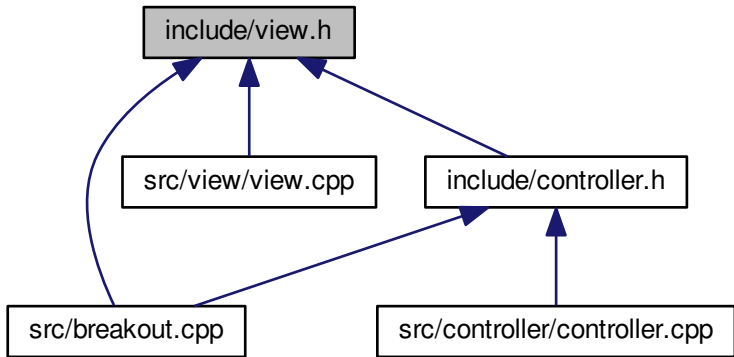 include/view.h
src/view/view.cpp
include/controller.h
src/breakout.cpp
src/controller/controller.cpp